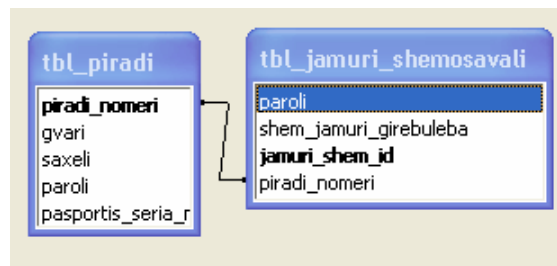 tbl_piradi
piradi_nomeri
gvari
saxeli
paroli
pasportis_seria_r
tbl_jamuri_shemosavali
paroli
shem_jamuri_girebuleba
jamuri_shem_id
piradi_nomeri